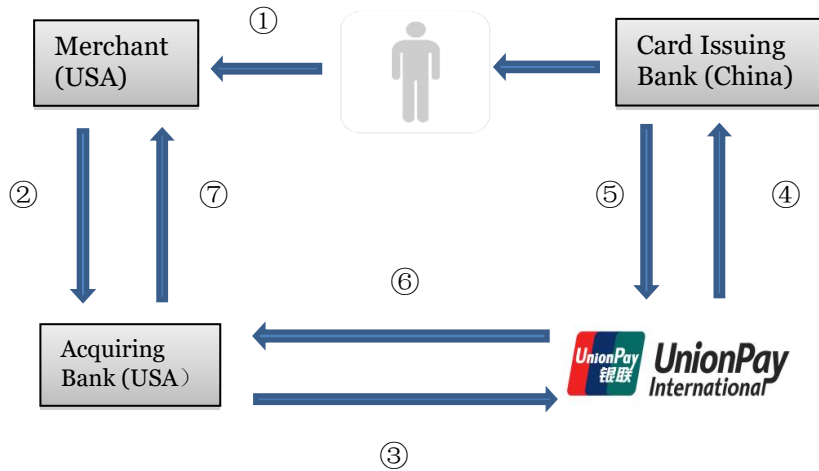 ①
Merchant
(USA)
Card Issuing
Bank (China)
②
⑦
⑤
④
⑥
Acquiring
Bank (USA）
UnionPay
银联
UnionPay
International
③